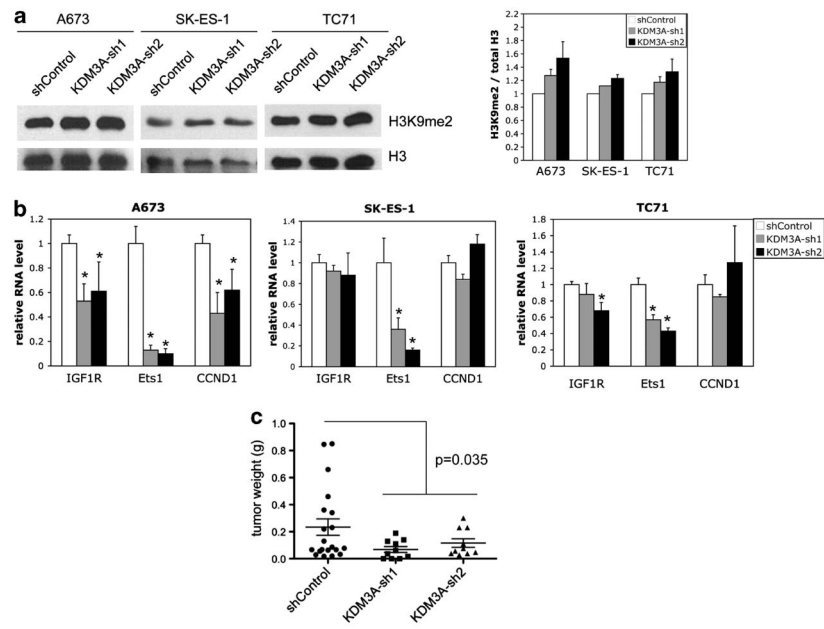 a
A673
SK-ES-1
TC71
shControl
KDM3A-sh1
KDM3A-sh2
shControl
KDM3A-sh1
KDM3A-sh2
shControl
KDM3A-sh1
KDM3A-sh2
H3K9me2
H3
H3K9me2 / total H3
2
1.8
1.6
1.4
1.2
1
0.8
0.6
0.4
0.2
0
shControl
KDM3A-sh1
KDM3A-sh2
A673
SK-ES-1
TC71
b
A673
relative RNA level
1.2
1
0.8
0.6
0.4
0.2
0
* *
* *
* *
IGF1R
Ets1
CCND1
SK-ES-1
relative RNA level
1.4
1.2
1
0.8
0.6
0.4
0.2
0
* *
IGF1R
Ets1
CCND1
TC71
relative RNA level
1.8
1.6
1.4
1.2
1
0.8
0.6
0.4
0.2
0
*
* *
IGF1R
Ets1
CCND1
shControl
KDM3A-sh1
KDM3A-sh2
c
tumor weight (g)
1.0
0.8
0.6
0.4
0.2
0.0
p=0.035
shControl
KDM3A-sh1
KDM3A-sh2